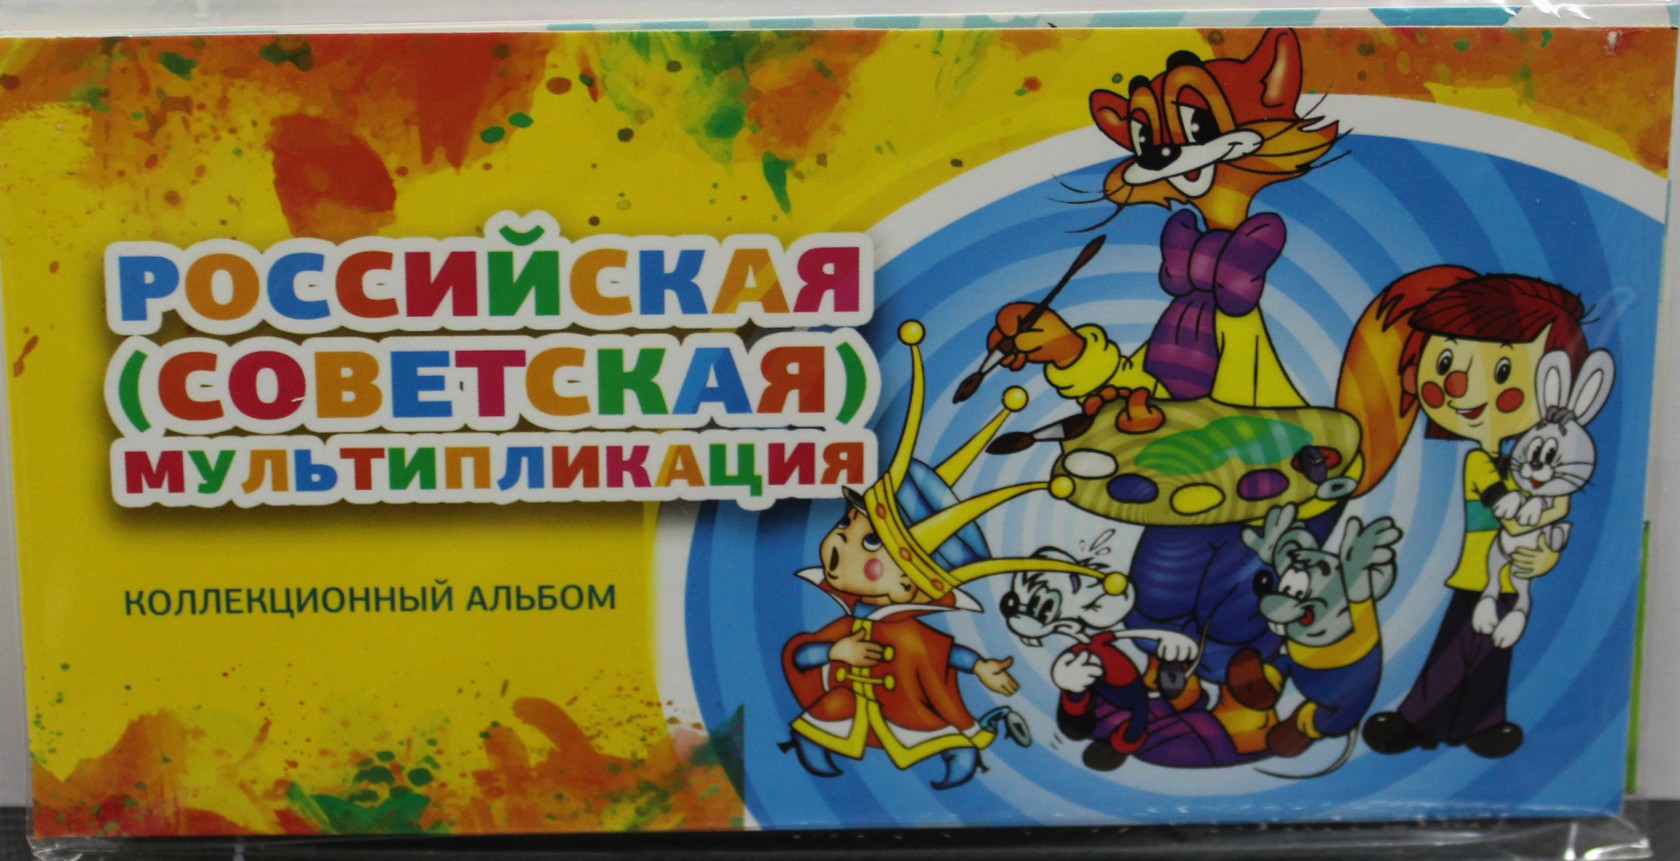 РОССИЙСКАЯ
(СОВЕТСКАЯ)
МУЛЬТИПЛИКАЦИЯ
КОЛЛЕКЦИОННЫЙ АЛЬБОМ